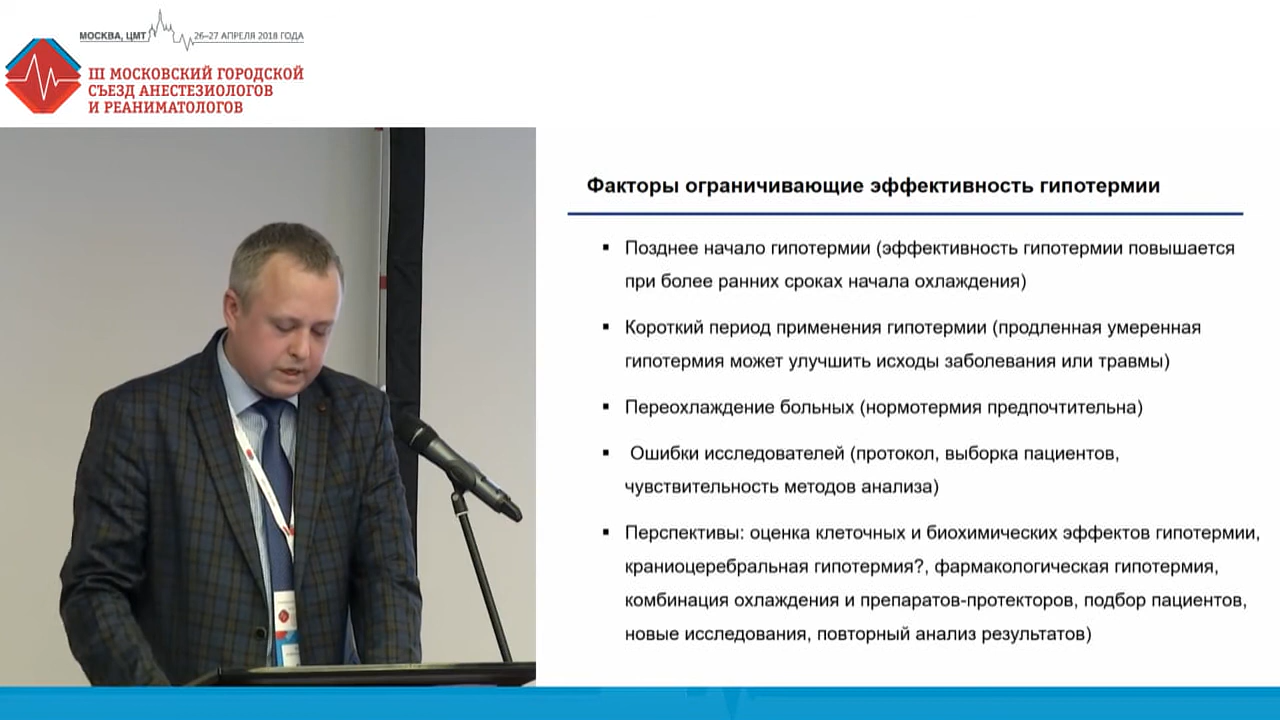 МОСКВА, ЦМТ 26–27 АПРЕЛЯ 2018 ГОДА
III МОСКОВСКИЙ ГОРОДСКОЙ
СЪЕЗД АНЕСТЕЗИОЛОГОВ
И РЕАНИМАТОЛОГОВ
Факторы ограничивающие эффективность гипотермии
▪ Позднее начало гипотермии (эффективность гипотермии повышается
при более ранних сроках начала охлаждения)
▪ Короткий период применения гипотермии (продленная умеренная
гипотермия может улучшить исходы заболевания или травмы)
▪ Переохлаждение больных (нормотермия предпочтительна)
▪ Ошибки исследователей (протокол, выборка пациентов,
чувствительность методов анализа)
▪ Перспективы: оценка клеточных и биохимических эффектов гипотермии,
краниоцеребральная гипотермия?, фармакологическая гипотермия,
комбинация охлаждения и препаратов-протекторов, подбор пациентов,
новые исследования, повторный анализ результатов)